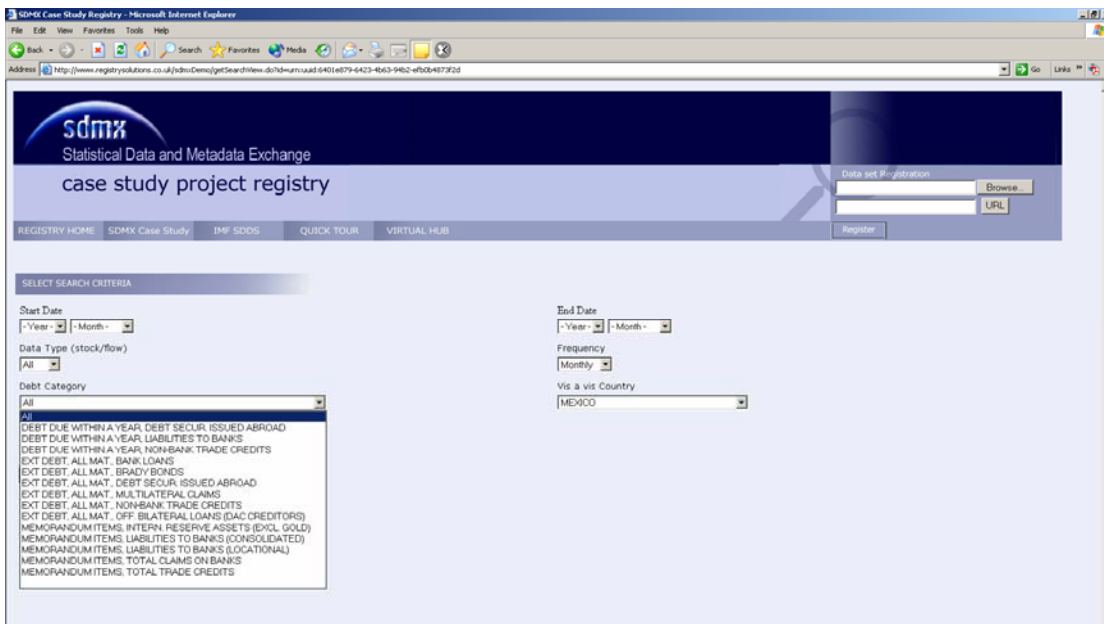 SDMX Case Study Registry - Microsoft Internet Explorer
File Edit View Favorites Tools Help
Back Search Favorites Media
Address http://www.registrysolutions.co.uk/sdmxDemo/getSearchView.do?id=urn:uuid:6401e879-6423-4b63-94b2-efb0b4873f2d Go Links »
sdmx
Statistical Data and Metadata Exchange
case study project registry
Data set Registration
Browse...
URL
Register
REGISTRY HOME SDMX Case Study IMF SDDS QUICK TOUR VIRTUAL HUB
SELECT SEARCH CRITERIA
Start Date
- Year - - Month -
End Date
- Year - - Month -
Data Type (stock/flow)
All
Frequency
Monthly
Debt Category
All
Vis a vis Country
MEXICO
All
DEBT DUE WITHIN A YEAR, DEBT SECUR. ISSUED ABROAD
DEBT DUE WITHIN A YEAR, LIABILITIES TO BANKS
DEBT DUE WITHIN A YEAR, NON-BANK TRADE CREDITS
EXT DEBT, ALL MAT., BANK LOANS
EXT DEBT, ALL MAT., BRADY BONDS
EXT DEBT, ALL MAT., DEBT SECUR. ISSUED ABROAD
EXT DEBT, ALL MAT., MULTILATERAL CLAIMS
EXT DEBT, ALL MAT., NON-BANK TRADE CREDITS
EXT DEBT, ALL MAT., OFF. BILATERAL LOANS (DAC CREDITORS)
MEMORANDUM ITEMS, INTERN. RESERVE ASSETS (EXCL. GOLD)
MEMORANDUM ITEMS, LIABILITIES TO BANKS (CONSOLIDATED)
MEMORANDUM ITEMS, LIABILITIES TO BANKS (LOCATIONAL)
MEMORANDUM ITEMS, TOTAL CLAIMS ON BANKS
MEMORANDUM ITEMS, TOTAL TRADE CREDITS